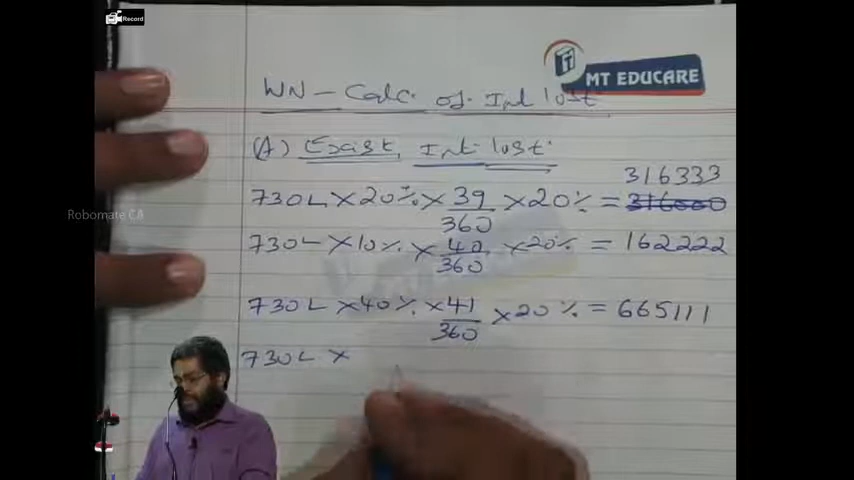 Record
MT EDUCARE
WN - Calc. of. Int lost
(A) Exist. Int. lost.
316333
730L × 20% × 39/360 × 20% = 316000
730L × 10% × 40/360 × 20% = 162222
Robomate CA
730L × 40% × 41/360 × 20% = 665111
730L ×